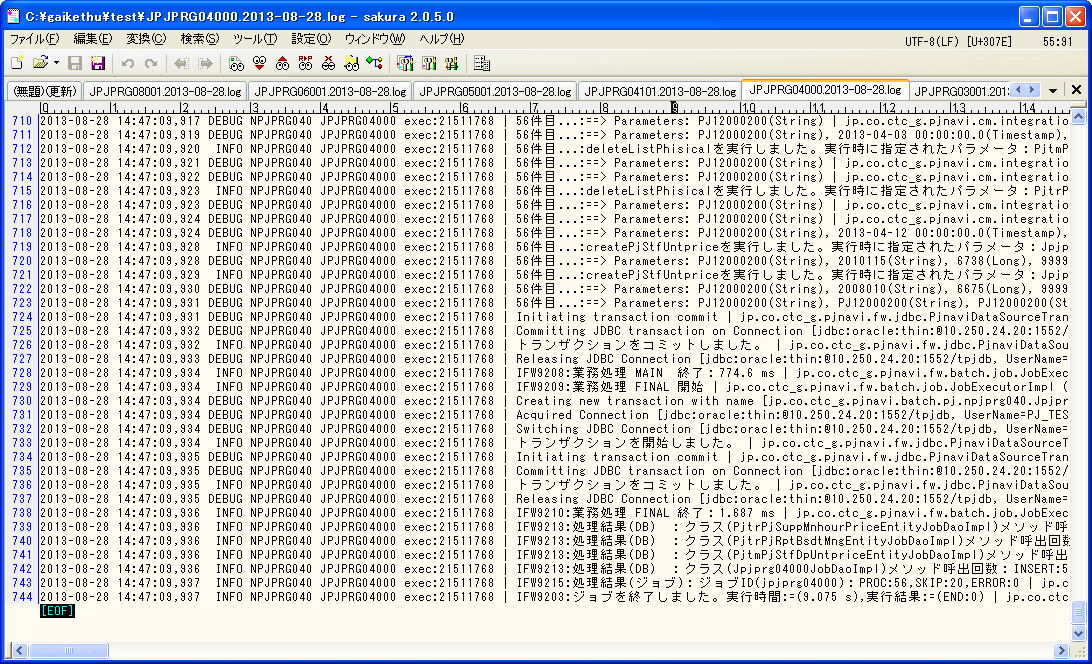 C:¥gaikethu¥test¥JPJPRG04000.2013-08-28.log - sakura 2.0.5.0
ファイル(F) 編集(E) 変換(C) 検索(S) ツール(T) 設定(O) ウィンドウ(W) ヘルプ(H) UTF-8(LF) [U+307E] 55:91
(無題)(更新) JPJPRG08001.2013-08-28.log JPJPRG06001.2013-08-28.log JPJPRG05001.2013-08-28.log JPJPRG04101.2013-08-28.log JPJPRG04000.2013-08-28.log JPJPRG03001.2013
0 1 2 3 4 5 6 7 8 9 10 11 12 13 14
710 2013-08-28 14:47:09,917 DEBUG NPJPRG040 JPJPRG04000 exec:21511768 | 56件目...:==> Parameters: PJ12000200(String) | jp.co.ctc_g.pjnavi.cm.integratio
711 2013-08-28 14:47:09,920 DEBUG NPJPRG040 JPJPRG04000 exec:21511768 | 56件目...:==> Parameters: PJ12000200(String), 2013-04-03 00:00:00.0(Timestamp),
712 2013-08-28 14:47:09,920  INFO NPJPRG040 JPJPRG04000 exec:21511768 | 56件目...:deleteListPhisicalを実行しました。実行時に指定されたパラメータ：PjtmP
713 2013-08-28 14:47:09,921 DEBUG NPJPRG040 JPJPRG04000 exec:21511768 | 56件目...:==> Parameters: PJ12000200(String) | jp.co.ctc_g.pjnavi.cm.integratio
714 2013-08-28 14:47:09,922 DEBUG NPJPRG040 JPJPRG04000 exec:21511768 | 56件目...:==> Parameters: PJ12000200(String) | jp.co.ctc_g.pjnavi.cm.integratio
715 2013-08-28 14:47:09,923  INFO NPJPRG040 JPJPRG04000 exec:21511768 | 56件目...:deleteListPhisicalを実行しました。実行時に指定されたパラメータ：PjtrP
716 2013-08-28 14:47:09,923 DEBUG NPJPRG040 JPJPRG04000 exec:21511768 | 56件目...:==> Parameters: PJ12000200(String) | jp.co.ctc_g.pjnavi.cm.integratio
717 2013-08-28 14:47:09,924 DEBUG NPJPRG040 JPJPRG04000 exec:21511768 | 56件目...:==> Parameters: PJ12000200(String) | jp.co.ctc_g.pjnavi.cm.integratio
718 2013-08-28 14:47:09,924 DEBUG NPJPRG040 JPJPRG04000 exec:21511768 | 56件目...:==> Parameters: PJ12000200(String), 2013-04-12 00:00:00.0(Timestamp),
719 2013-08-28 14:47:09,928  INFO NPJPRG040 JPJPRG04000 exec:21511768 | 56件目...:createPjStfUntpriceを実行しました。実行時に指定されたパラメータ：Jpjp
720 2013-08-28 14:47:09,928 DEBUG NPJPRG040 JPJPRG04000 exec:21511768 | 56件目...:==> Parameters: PJ12000200(String), 2010115(String), 6738(Long), 9999
721 2013-08-28 14:47:09,929  INFO NPJPRG040 JPJPRG04000 exec:21511768 | 56件目...:createPjStfUntpriceを実行しました。実行時に指定されたパラメータ：Jpjp
722 2013-08-28 14:47:09,930 DEBUG NPJPRG040 JPJPRG04000 exec:21511768 | 56件目...:==> Parameters: PJ12000200(String), 2008010(String), 6675(Long), 9999
723 2013-08-28 14:47:09,931 DEBUG NPJPRG040 JPJPRG04000 exec:21511768 | 56件目...:==> Parameters: PJ12000200(String), PJ12000200(String), PJ12000200(St
724 2013-08-28 14:47:09,931 DEBUG NPJPRG040 JPJPRG04000 exec:21511768 | Initiating transaction commit | jp.co.ctc_g.pjnavi.fw.jdbc.PjnaviDataSourceTran
725 2013-08-28 14:47:09,932 DEBUG NPJPRG040 JPJPRG04000 exec:21511768 | Committing JDBC transaction on Connection [jdbc:oracle:thin:@10.250.24.20:1552/
726 2013-08-28 14:47:09,932  INFO NPJPRG040 JPJPRG04000 exec:21511768 | トランザクションをコミットしました。 | jp.co.ctc_g.pjnavi.fw.jdbc.PjnaviDataSou
727 2013-08-28 14:47:09,933 DEBUG NPJPRG040 JPJPRG04000 exec:21511768 | Releasing JDBC Connection [jdbc:oracle:thin:@10.250.24.20:1552/tpjdb, UserName=
728 2013-08-28 14:47:09,934  INFO NPJPRG040 JPJPRG04000 exec:21511768 | IFW9208:業務処理 MAIN  終了：774.6 ms | jp.co.ctc_g.pjnavi.fw.batch.job.JobExec
729 2013-08-28 14:47:09,934  INFO NPJPRG040 JPJPRG04000 exec:21511768 | IFW9209:業務処理 FINAL 開始 | jp.co.ctc_g.pjnavi.fw.batch.job.JobExecutorImpl (
730 2013-08-28 14:47:09,934 DEBUG NPJPRG040 JPJPRG04000 exec:21511768 | Creating new transaction with name [jp.co.ctc_g.pjnavi.batch.pj.npjprg040.Jpjpr
731 2013-08-28 14:47:09,934 DEBUG NPJPRG040 JPJPRG04000 exec:21511768 | Acquired Connection [jdbc:oracle:thin:@10.250.24.20:1552/tpjdb, UserName=PJ_TES
732 2013-08-28 14:47:09,934 DEBUG NPJPRG040 JPJPRG04000 exec:21511768 | Switching JDBC Connection [jdbc:oracle:thin:@10.250.24.20:1552/tpjdb, UserName=
733 2013-08-28 14:47:09,934  INFO NPJPRG040 JPJPRG04000 exec:21511768 | トランザクションを開始しました。 | jp.co.ctc_g.pjnavi.fw.jdbc.PjnaviDataSourceT
734 2013-08-28 14:47:09,935 DEBUG NPJPRG040 JPJPRG04000 exec:21511768 | Initiating transaction commit | jp.co.ctc_g.pjnavi.fw.jdbc.PjnaviDataSourceTran
735 2013-08-28 14:47:09,935 DEBUG NPJPRG040 JPJPRG04000 exec:21511768 | Committing JDBC transaction on Connection [jdbc:oracle:thin:@10.250.24.20:1552/
736 2013-08-28 14:47:09,935  INFO NPJPRG040 JPJPRG04000 exec:21511768 | トランザクションをコミットしました。 | jp.co.ctc_g.pjnavi.fw.jdbc.PjnaviDataSou
737 2013-08-28 14:47:09,935 DEBUG NPJPRG040 JPJPRG04000 exec:21511768 | Releasing JDBC Connection [jdbc:oracle:thin:@10.250.24.20:1552/tpjdb, UserName=
738 2013-08-28 14:47:09,936  INFO NPJPRG040 JPJPRG04000 exec:21511768 | IFW9210:業務処理 FINAL 終了：1.687 ms | jp.co.ctc_g.pjnavi.fw.batch.job.JobExec
739 2013-08-28 14:47:09,936  INFO NPJPRG040 JPJPRG04000 exec:21511768 | IFW9213:処理結果(DB)  ：クラス(PjtrPjSuppMnhourPriceEntityJobDaoImpl)メソッド呼
740 2013-08-28 14:47:09,936  INFO NPJPRG040 JPJPRG04000 exec:21511768 | IFW9213:処理結果(DB)  ：クラス(PjtrPjRptBsdtMngEntityJobDaoImpl)メソッド呼出回数
741 2013-08-28 14:47:09,936  INFO NPJPRG040 JPJPRG04000 exec:21511768 | IFW9213:処理結果(DB)  ：クラス(PjtmPjStfDpUntpriceEntityJobDaoImpl)メソッド呼出
742 2013-08-28 14:47:09,936  INFO NPJPRG040 JPJPRG04000 exec:21511768 | IFW9213:処理結果(DB)  ：クラス(Jpjprg04000JobDaoImpl)メソッド呼出回数：INSERT:5
743 2013-08-28 14:47:09,937  INFO NPJPRG040 JPJPRG04000 exec:21511768 | IFW9215:処理結果(ジョブ)：ジョブID(jpjprg04000)：PROC:56,SKIP:20,ERROR:0 | jp.c
744 2013-08-28 14:47:09,937  INFO NPJPRG040 JPJPRG04000 exec:21511768 | IFW9203:ジョブを終了しました。実行時間:=(9.075 s),実行結果:=(END:0) | jp.co.ctc
[EOF]